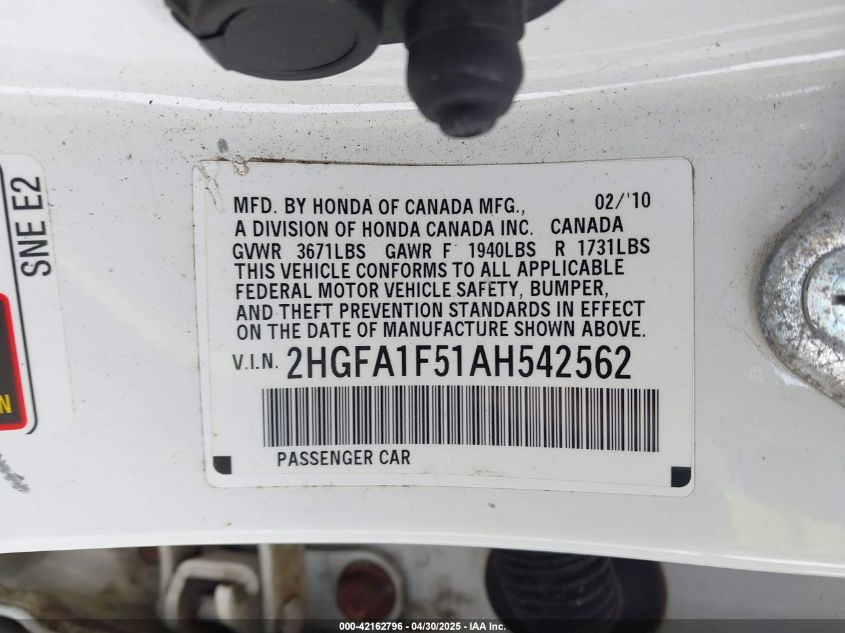 SNE E2
N
MFD. BY HONDA OF CANADA MFG., 02/'10
A DIVISION OF HONDA CANADA INC. CANADA
GVWR 3671LBS GAWR F 1940LBS R 1731LBS
THIS VEHICLE CONFORMS TO ALL APPLICABLE
FEDERAL MOTOR VEHICLE SAFETY, BUMPER,
AND THEFT PREVENTION STANDARDS IN EFFECT
ON THE DATE OF MANUFACTURE SHOWN ABOVE.
V.I.N. 2HGFA1F51AH542562
PASSENGER CAR
000-42162796 - 04/30/2025 - IAA Inc.